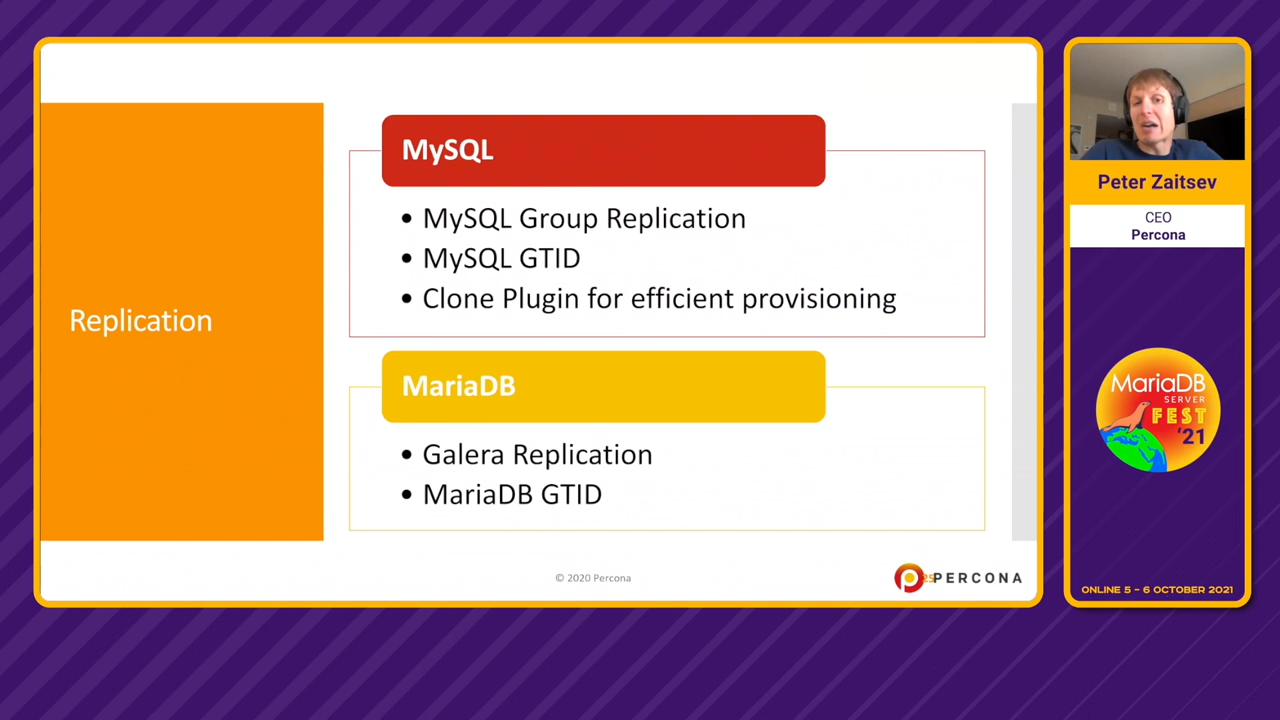 Replication
MySQL
• MySQL Group Replication
• MySQL GTID
• Clone Plugin for efficient provisioning
MariaDB
• Galera Replication
• MariaDB GTID
© 2020 Percona
PERCONA
Peter Zaitsev
CEO
Percona
MariaDB
SERVER
FEST
'21
ONLINE 5 - 6 OCTOBER 2021